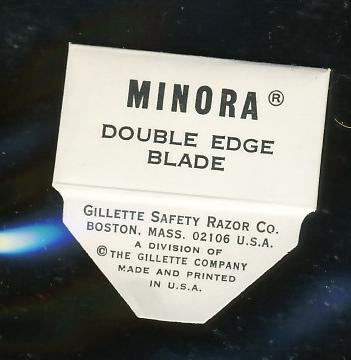 MINORA ®
DOUBLE EDGE
BLADE
GILLETTE SAFETY RAZOR CO.
BOSTON, MASS. 02106 U.S.A.
A DIVISION OF
© THE GILLETTE COMPANY
MADE AND PRINTED
IN U.S.A.